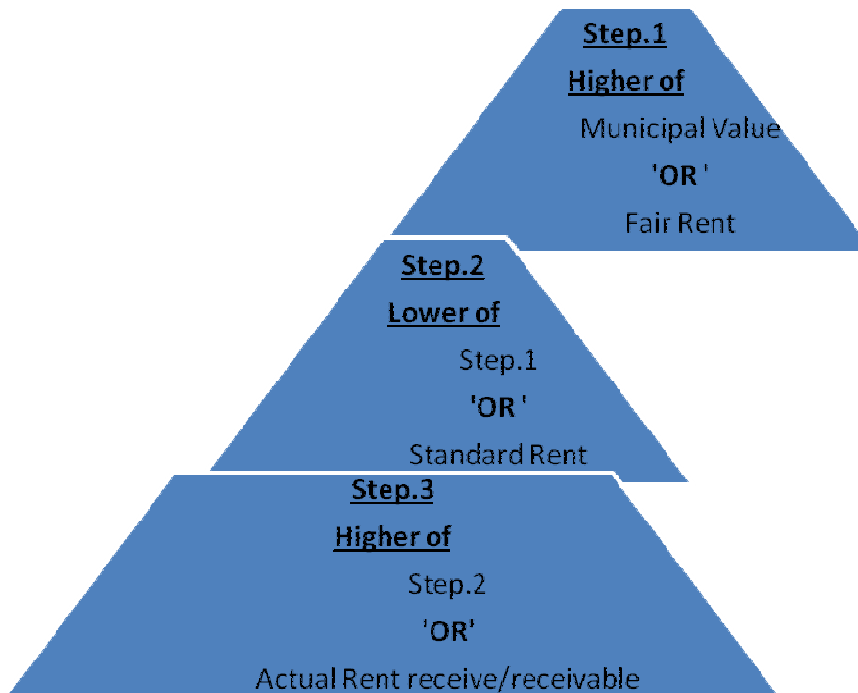 Step.1
Higher of
Municipal Value
'OR '
Fair Rent
Step.2
Lower of
Step.1
'OR '
Standard Rent
Step.3
Higher of
Step.2
'OR'
Actual Rent receive/receivable